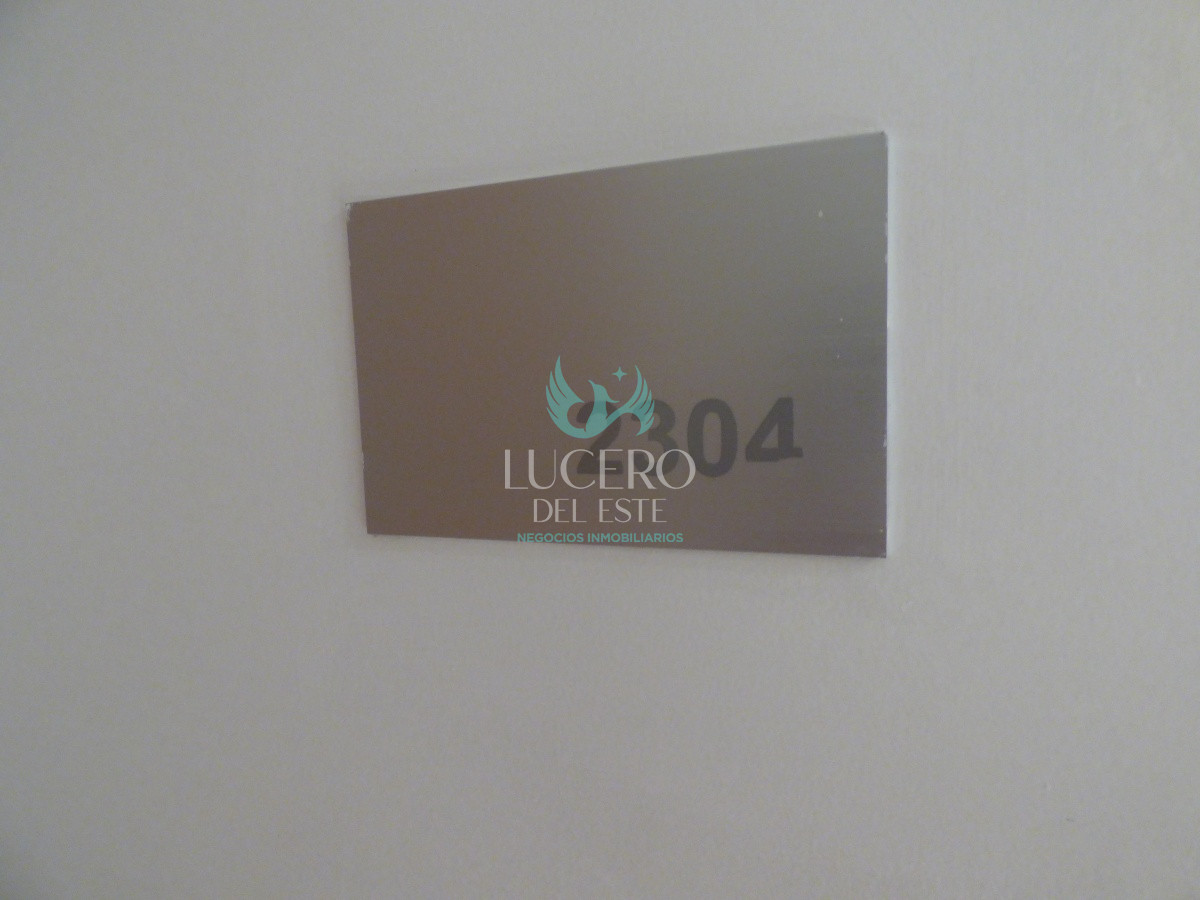 2304
LUCERO
DEL ESTE
NEGOCIOS INMOBILIARIOS